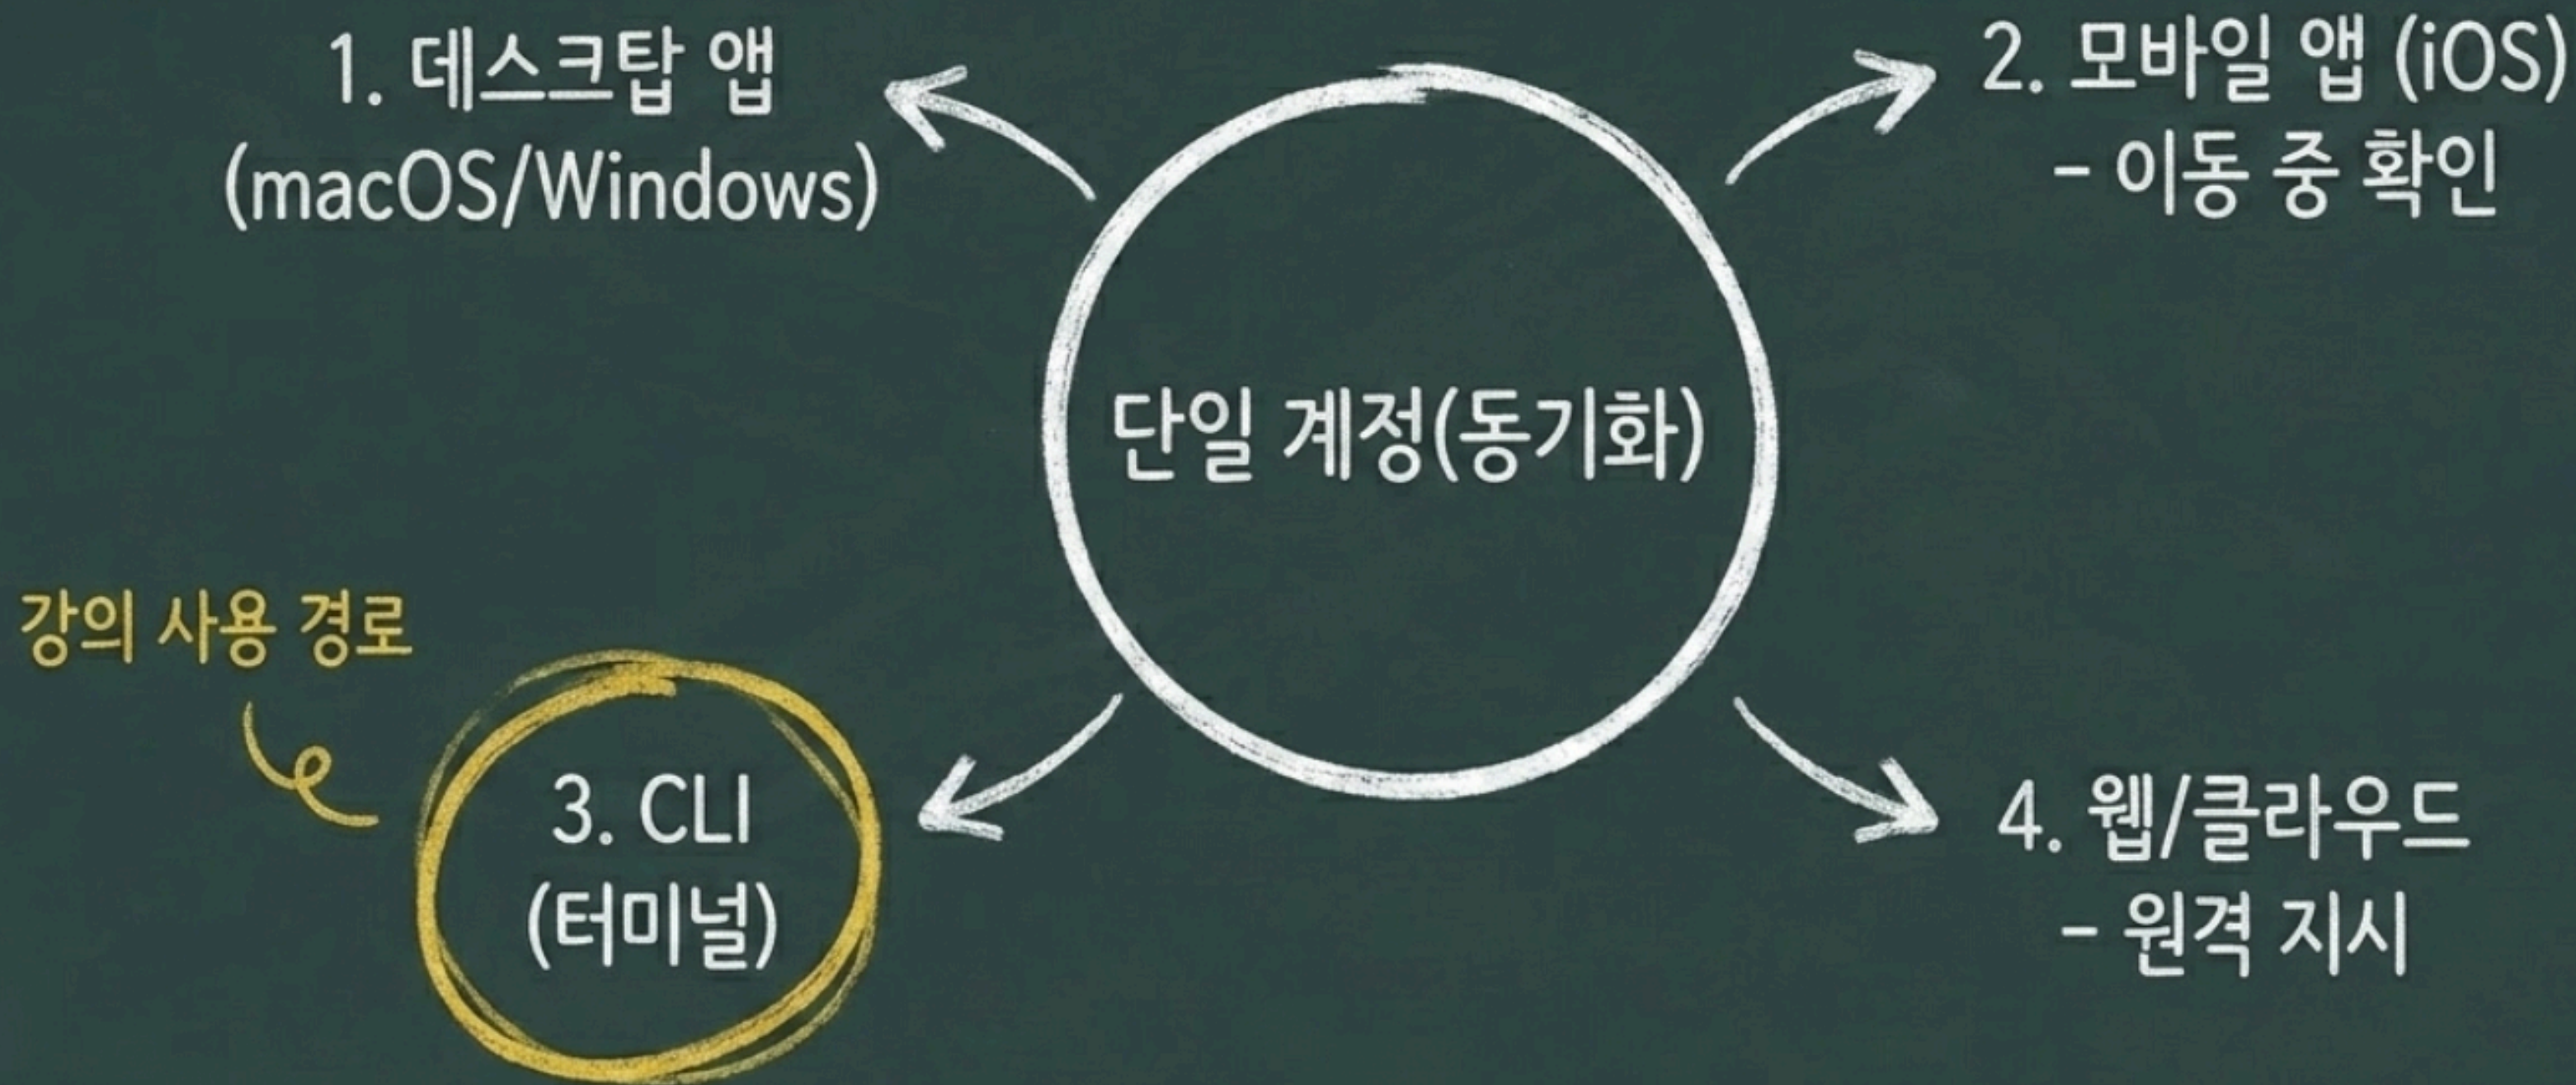 1. 데스크탑 앱
(macOS/Windows)
2. 모바일 앱 (iOS)
- 이동 중 확인
단일 계정(동기화)
강의 사용 경로
3. CLI
(터미널)
4. 웹/클라우드
- 원격 지시